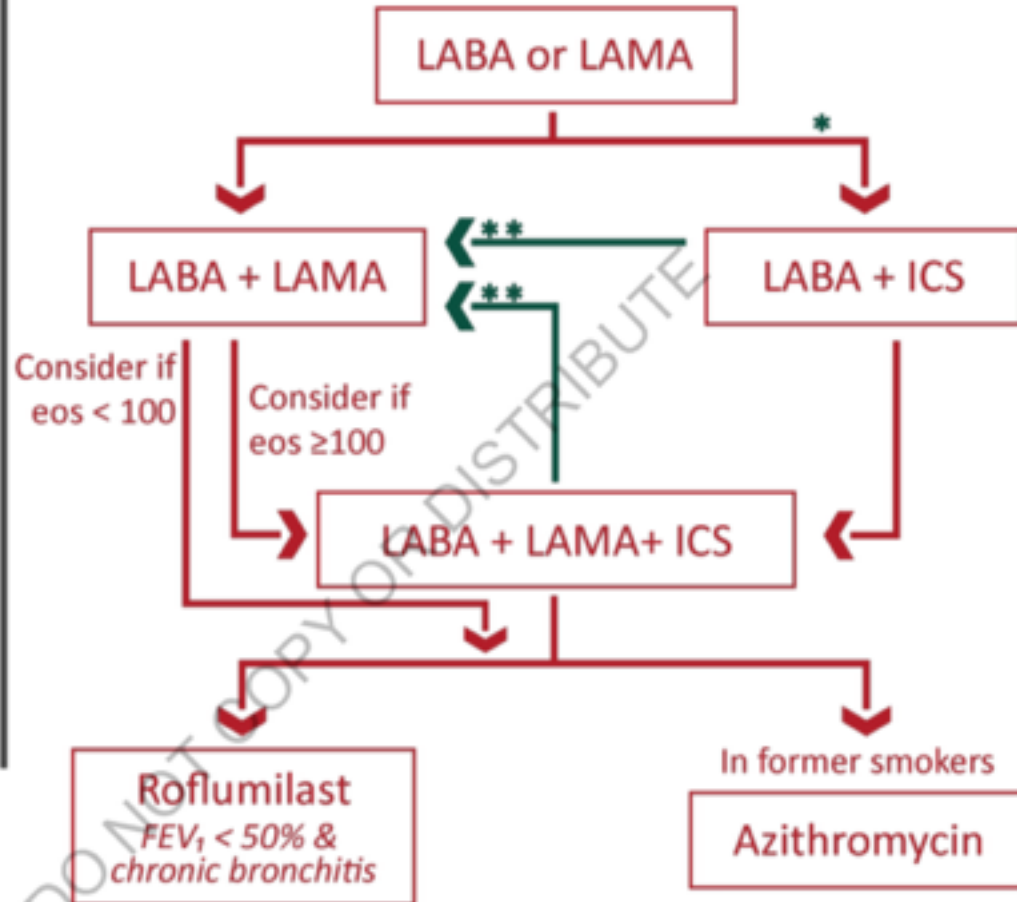 LABA or LAMA
*
LABA + LAMA
**
**
LABA + ICS
Consider if
eos < 100
Consider if
eos ≥100
LABA + LAMA+ ICS
Roflumilast
FEV₁ < 50% &
chronic bronchitis
In former smokers
Azithromycin
DO NOT COPY OR DISTRIBUTE